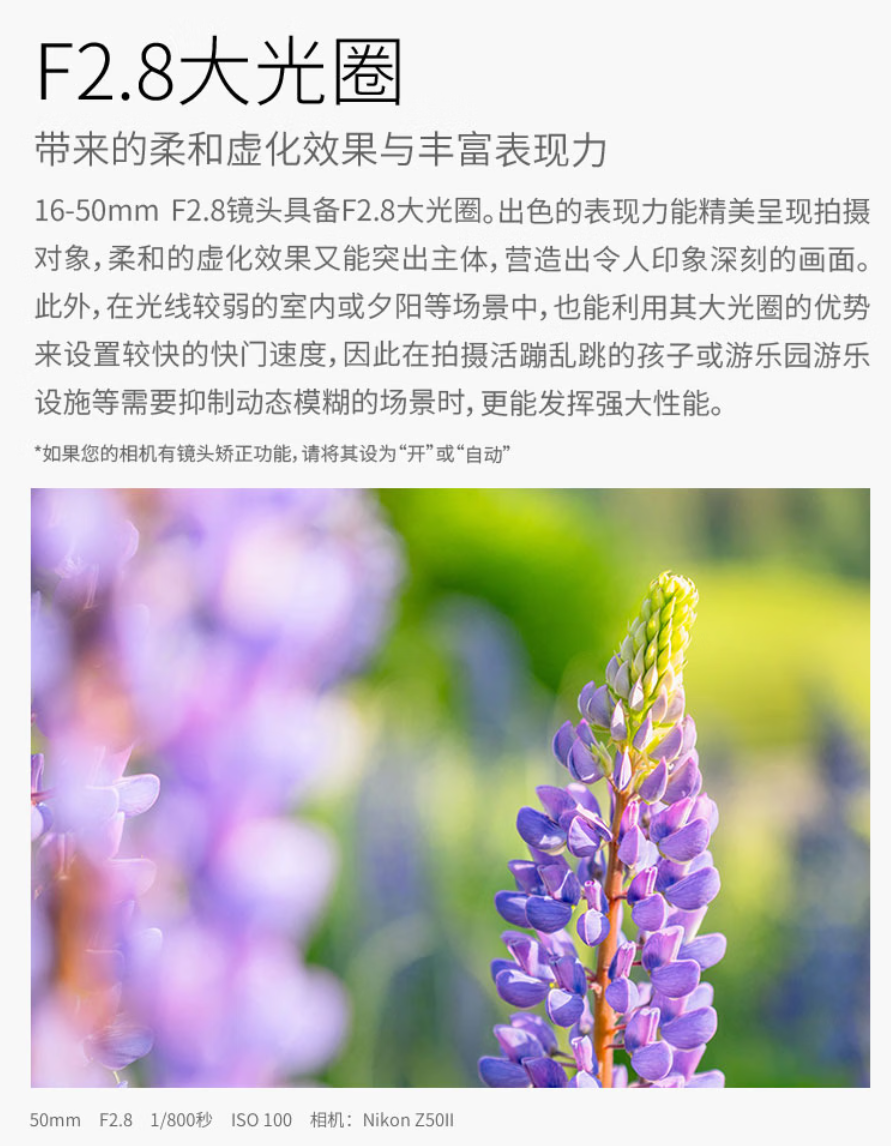 F2.8大光圈
带来的柔和虚化效果与丰富表现力
16-50mm F2.8镜头具备F2.8大光圈。出色的表现力能精美呈现拍摄
对象，柔和的虚化效果又能突出主体，营造出令人印象深刻的画面。
此外，在光线较弱的室内或夕阳等场景中，也能利用其大光圈的优势
来设置较快的快门速度，因此在拍摄活蹦乱跳的孩子或游乐园游乐
设施等需要抑制动态模糊的场景时，更能发挥强大性能。
*如果您的相机有镜头矫正功能，请将其设为“开”或“自动”
50mm F2.8 1/800秒 ISO 100 相机：Nikon Z50II